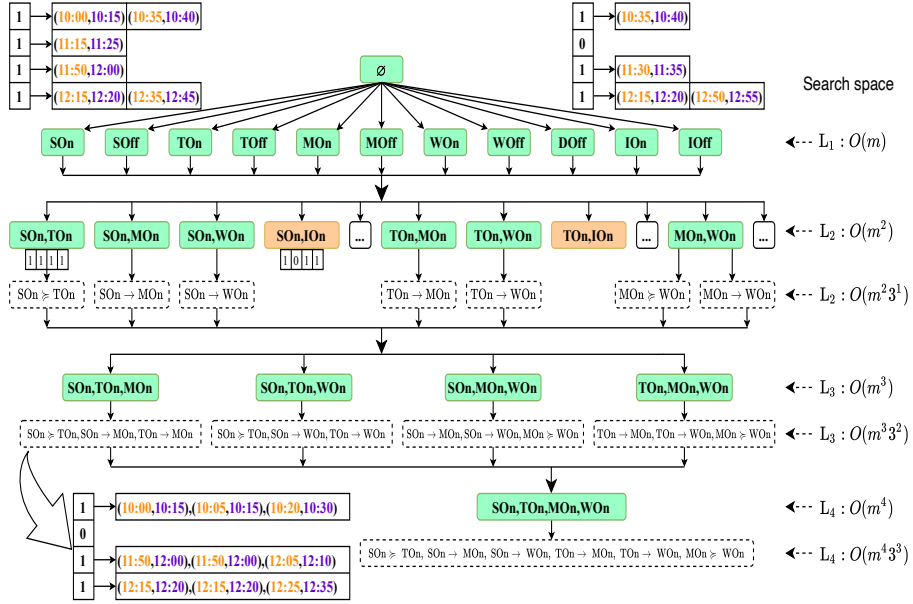 1 (10:00,10:15) (10:35,10:40)
1 (11:15,11:25)
1 (11:50,12:00)
1 (12:15,12:20) (12:35,12:45)
1 (10:35,10:40)
0
1 (11:30,11:35)
1 (12:15,12:20) (12:50,12:55)
∅
Search space
SOn SOff TOn TOff MOn MOff WOn WOff DOff IOn IOff
L₁ : O(m)
SOn,TOn SOn,MOn SOn,WOn SOn,IOn ... TOn,MOn TOn,WOn TOn,IOn ... MOn,WOn ...
L₂ : O(m²)
1 1 1 1
1 0 1 1
SOn ≽ TOn SOn → MOn SOn → WOn TOn → MOn TOn → WOn MOn ≽ WOn MOn → WOn
L₂ : O(m²3¹)
SOn,TOn,MOn SOn,TOn,WOn SOn,MOn,WOn TOn,MOn,WOn
L₃ : O(m³)
SOn ≽ TOn, SOn → MOn, TOn → MOn
SOn ≽ TOn, SOn → WOn, TOn → WOn
SOn → MOn, SOn → WOn, MOn ≽ WOn
TOn → MOn, TOn → WOn, MOn ≽ WOn
L₃ : O(m³3²)
1 (10:00,10:15),(10:05,10:15),(10:20,10:30)
0
1 (11:50,12:00),(11:50,12:00),(12:05,12:10)
1 (12:15,12:20),(12:15,12:20),(12:25,12:35)
SOn,TOn,MOn,WOn
L₄ : O(m⁴)
SOn ≽ TOn, SOn → MOn, SOn → WOn, TOn → MOn, TOn → WOn, MOn ≽ WOn
L₄ : O(m⁴3³)